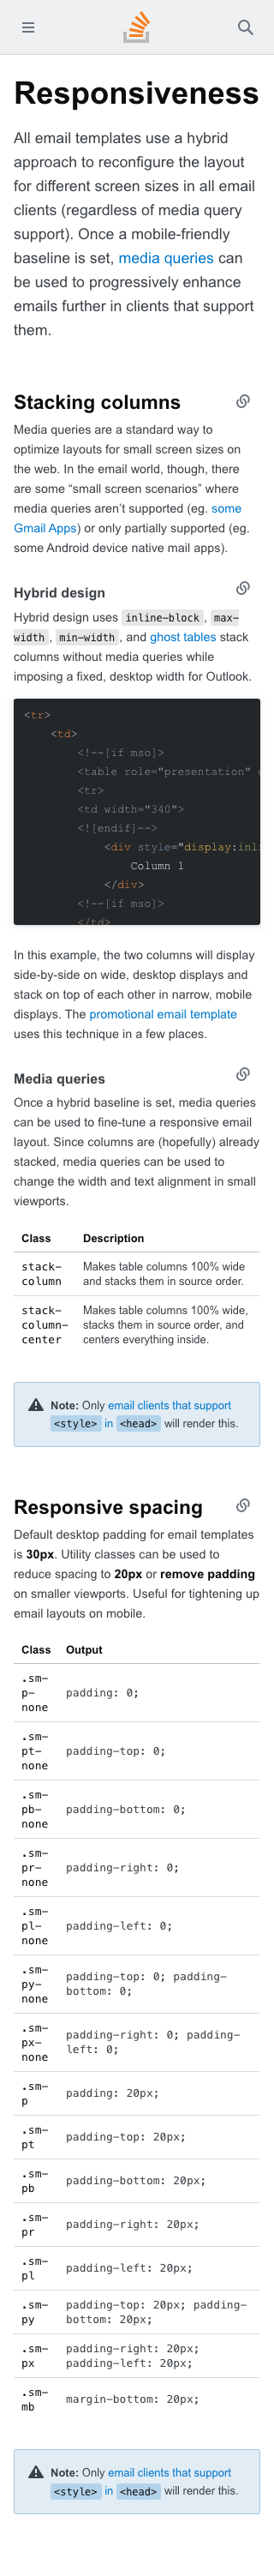 Responsiveness
All email templates use a hybrid
approach to reconfigure the layout
for different screen sizes in all email
clients (regardless of media query
support). Once a mobile-friendly
baseline is set, media queries can
be used to progressively enhance
emails further in clients that support
them.
Stacking columns
Media queries are a standard way to
optimize layouts for small screen sizes on
the web. In the email world, though, there
are some “small screen scenarios” where
media queries aren’t supported (eg. some
Gmail Apps) or only partially supported (eg.
some Android device native mail apps).
Hybrid design
Hybrid design uses inline-block, max-
width, min-width, and ghost tables stack
columns without media queries while
imposing a fixed, desktop width for Outlook.
<tr>
<td>
<!--[if mso]>
<table role="presentation"
<tr>
<td width="340">
<![endif]-->
<div style="display:inli
Column 1
</div>
<!--[if mso]>
</td>
In this example, the two columns will display
side-by-side on wide, desktop displays and
stack on top of each other in narrow, mobile
displays. The promotional email template
uses this technique in a few places.
Media queries
Once a hybrid baseline is set, media queries
can be used to fine-tune a responsive email
layout. Since columns are (hopefully) already
stacked, media queries can be used to
change the width and text alignment in small
viewports.
Class Description
stack- Makes table columns 100% wide
column and stacks them in source order.
stack- Makes table columns 100% wide,
column- stacks them in source order, and
center centers everything inside.
Note: Only email clients that support
<style> in <head> will render this.
Responsive spacing
Default desktop padding for email templates
is 30px. Utility classes can be used to
reduce spacing to 20px or remove padding
on smaller viewports. Useful for tightening up
email layouts on mobile.
Class Output
.sm-
p- padding: 0;
none
.sm-
pt- padding-top: 0;
none
.sm-
pb- padding-bottom: 0;
none
.sm-
pr- padding-right: 0;
none
.sm-
pl- padding-left: 0;
none
.sm-
py- padding-top: 0; padding-
none bottom: 0;
.sm-
px- padding-right: 0; padding-
none left: 0;
.sm-
p padding: 20px;
.sm-
pt padding-top: 20px;
.sm-
pb padding-bottom: 20px;
.sm-
pr padding-right: 20px;
.sm-
pl padding-left: 20px;
.sm- padding-top: 20px; padding-
py bottom: 20px;
.sm- padding-right: 20px;
px padding-left: 20px;
.sm-
mb margin-bottom: 20px;
Note: Only email clients that support
<style> in <head> will render this.